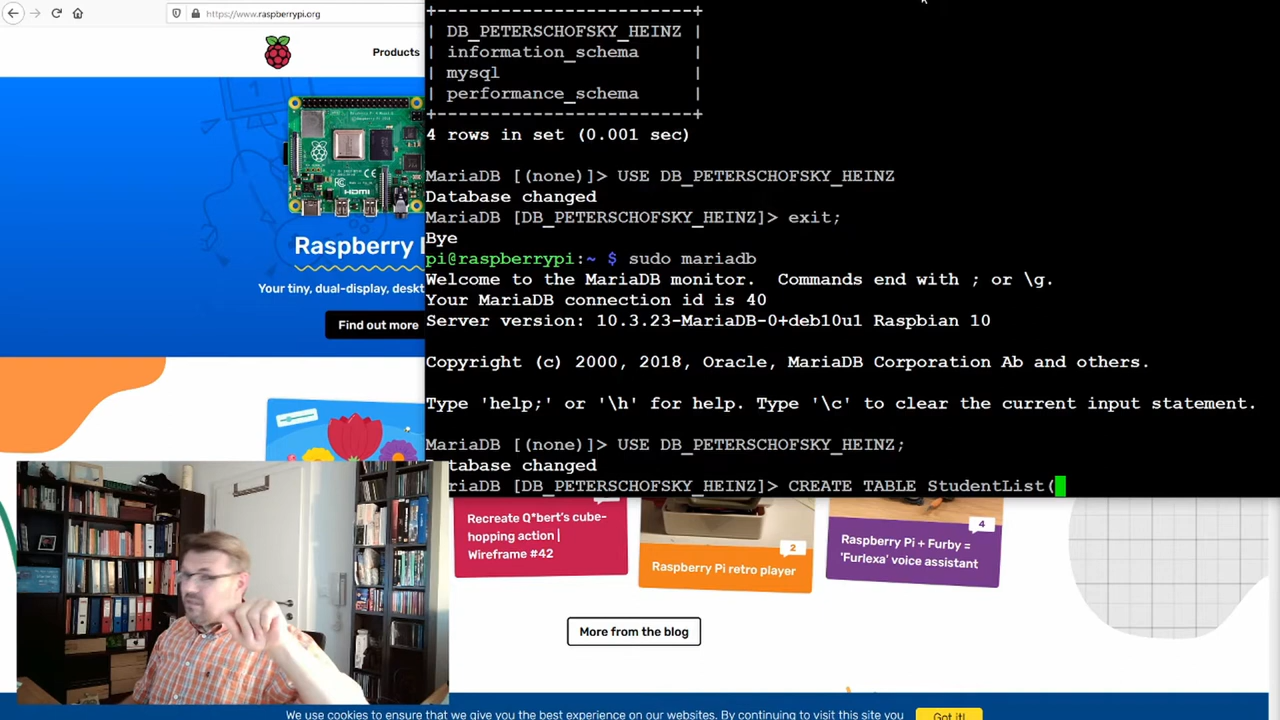 https://www.raspberrypi.org
Products
Raspberry
Your tiny, dual-display, deskt
Find out more
+-------------------------+
| DB_PETERSCHOFSKY_HEINZ |
| information_schema |
| mysql |
| performance_schema |
+-------------------------+
4 rows in set (0.001 sec)
MariaDB [(none)]> USE DB_PETERSCHOFSKY_HEINZ
Database changed
MariaDB [DB_PETERSCHOFSKY_HEINZ]> exit;
Bye
pi@raspberrypi:~ $ sudo mariadb
Welcome to the MariaDB monitor.  Commands end with ; or \g.
Your MariaDB connection id is 40
Server version: 10.3.23-MariaDB-0+deb10u1 Raspbian 10
Copyright (c) 2000, 2018, Oracle, MariaDB Corporation Ab and others.
Type 'help;' or '\h' for help. Type '\c' to clear the current input statement.
MariaDB [(none)]> USE DB_PETERSCHOFSKY_HEINZ;
atabase changed
riaDB [DB_PETERSCHOFSKY_HEINZ]> CREATE TABLE StudentList(
Recreate Q*bert's cube-
hopping action |
Wireframe #42
2
Raspberry Pi retro player
4
Raspberry Pi + Furby =
'Furlexa' voice assistant
More from the blog
We use cookies to ensure that we give you the best experience on our websites. By continuing to visit this site you
Got it!